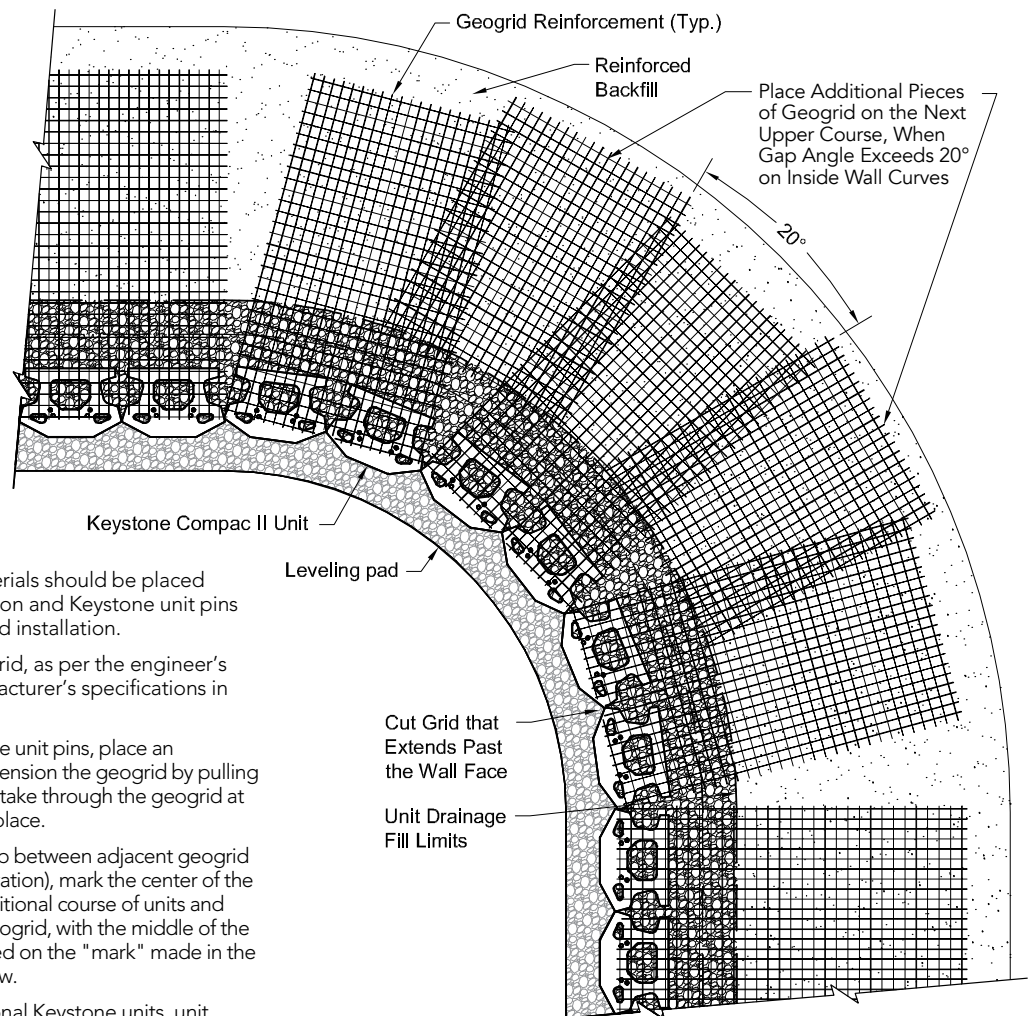 Geogrid Reinforcement (Typ.)
Reinforced
Backfill
Place Additional Pieces
of Geogrid on the Next
Upper Course, When
Gap Angle Exceeds 20°
on Inside Wall Curves
20°
Keystone Compac II Unit
Leveling pad
Cut Grid that
Extends Past
the Wall Face
Unit Drainage
Fill Limits
erials should be placed
on and Keystone unit pins
d installation.
rid, as per the engineer's
acturer's specifications in
e unit pins, place an
ension the geogrid by pulling
take through the geogrid at
place.
p between adjacent geogrid
ation), mark the center of the
itional course of units and
ogrid, with the middle of the
ed on the "mark" made in the
w.
onal Keystone units, unit